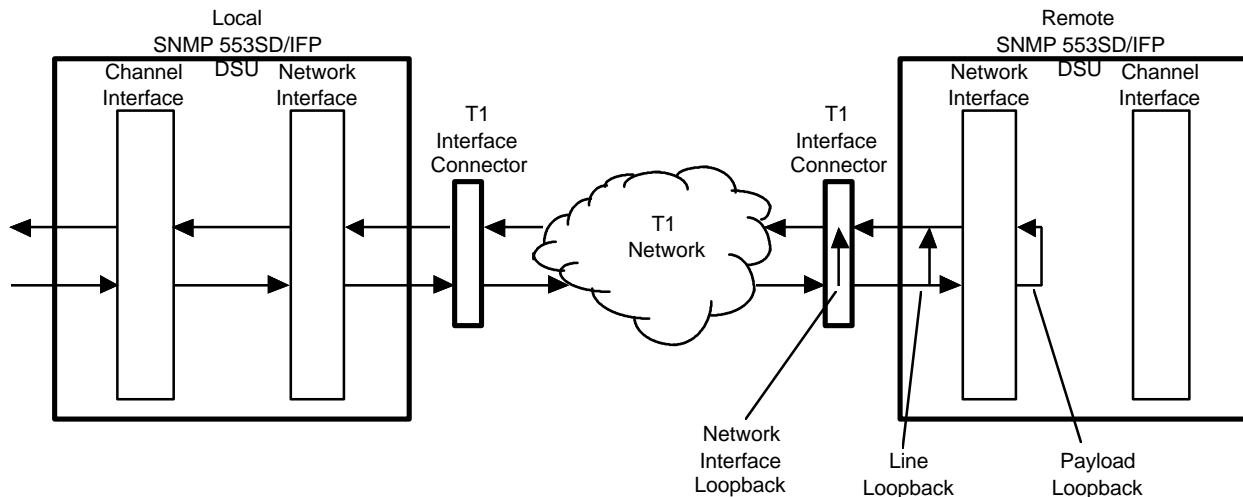 Local
SNMP 553SD/IFP
DSU
Channel
Interface
Network
Interface
T1
Interface
Connector
T1
Network
T1
Interface
Connector
Remote
SNMP 553SD/IFP
DSU
Network
Interface
Channel
Interface
Network
Interface
Loopback
Line
Loopback
Payload
Loopback